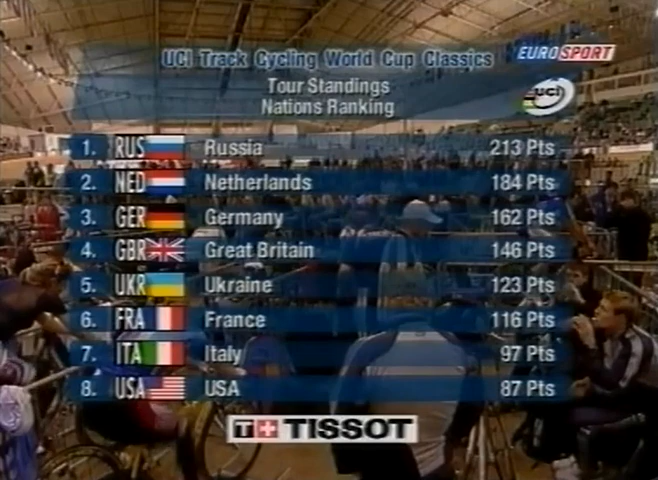 UCI Track Cycling World Cup Classics
EUROSPORT
Tour Standings
uci
Nations Ranking
1. RUS Russia 213 Pts
2. NED Netherlands 184 Pts
3. GER Germany 162 Pts
4. GBR Great Britain 146 Pts
5. UKR Ukraine 123 Pts
6. FRA France 116 Pts
7. ITA Italy 97 Pts
8. USA USA 87 Pts
T+ TISSOT